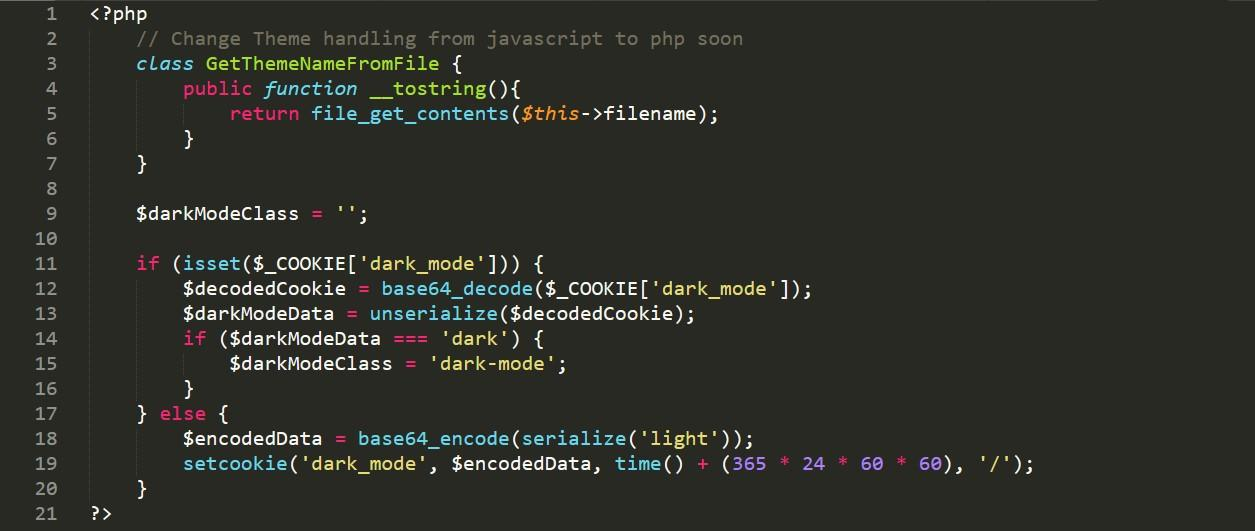 1 <?php
2 // Change Theme handling from javascript to php soon
3 class GetThemeNameFromFile {
4 public function __tostring(){
5 return file_get_contents($this->filename);
6 }
7 }
8
9 $darkModeClass = '';
10
11 if (isset($_COOKIE['dark_mode'])) {
12 $decodedCookie = base64_decode($_COOKIE['dark_mode']);
13 $darkModeData = unserialize($decodedCookie);
14 if ($darkModeData === 'dark') {
15 $darkModeClass = 'dark-mode';
16 }
17 } else {
18 $encodedData = base64_encode(serialize('light'));
19 setcookie('dark_mode', $encodedData, time() + (365 * 24 * 60 * 60), '/');
20 }
21 ?>